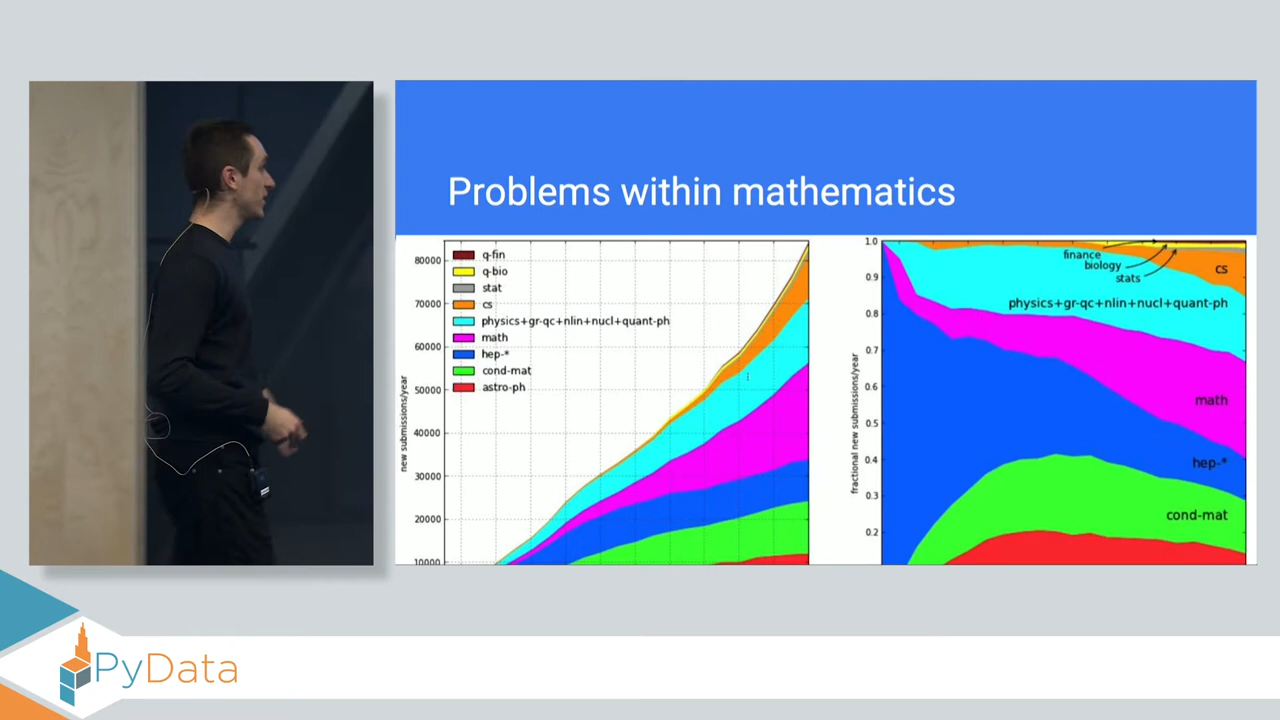 Problems within mathematics
q-fin
q-bio
stat
cs
physics+gr-qc+nlin+nucl+quant-ph
math
hep-*
cond-mat
astro-ph
80000
70000
60000
50000
40000
30000
20000
10000
new submissions/year
1.0
0.9
0.8
0.7
0.6
0.5
0.4
0.3
0.2
fractional new submissions/year
finance
biology
stats
cs
physics+gr-qc+nlin+nucl+quant-ph
math
hep-*
cond-mat
PyData